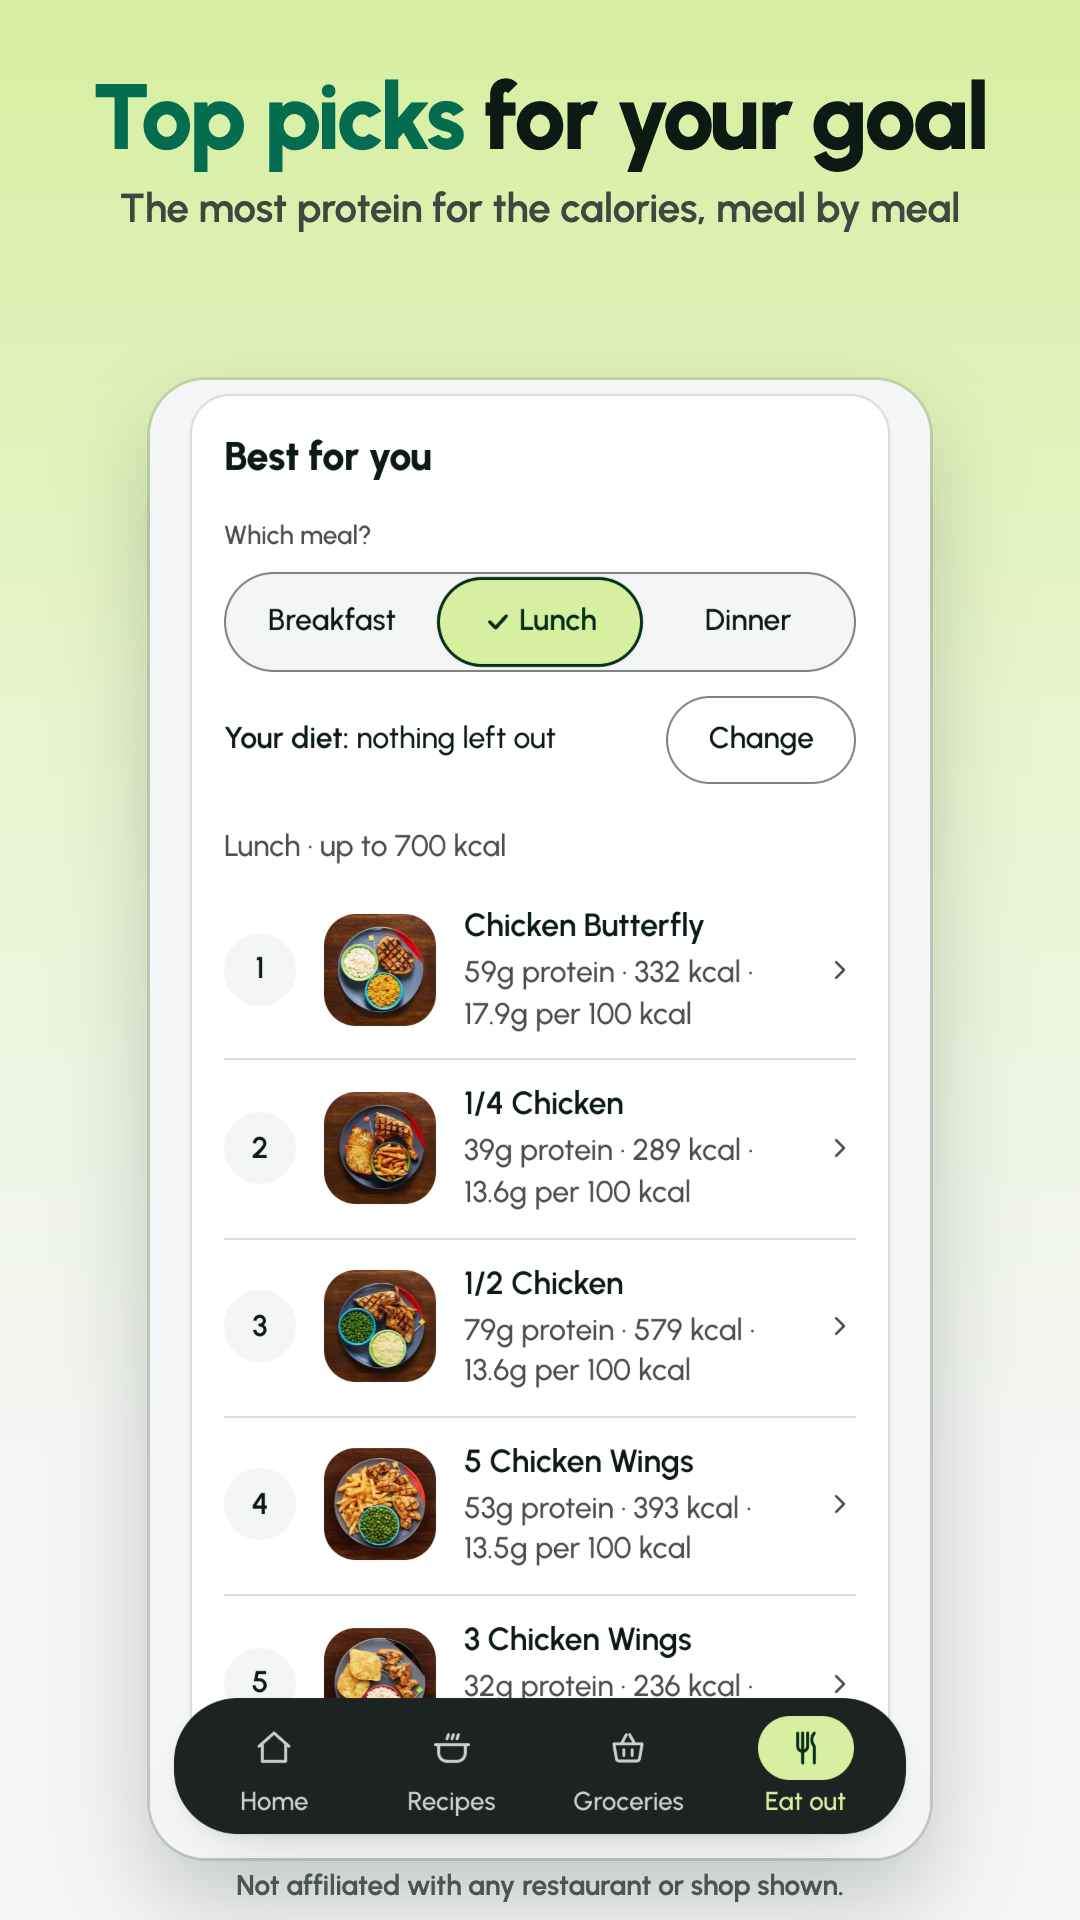 Top picks for your goal
The most protein for the calories, meal by meal
Best for you
Which meal?
Breakfast
Lunch
Dinner
Your diet: nothing left out
Change
Lunch · up to 700 kcal
1
Chicken Butterfly
59g protein · 332 kcal ·
17.9g per 100 kcal
2
1/4 Chicken
39g protein · 289 kcal ·
13.6g per 100 kcal
3
1/2 Chicken
79g protein · 579 kcal ·
13.6g per 100 kcal
4
5 Chicken Wings
53g protein · 393 kcal ·
13.5g per 100 kcal
5
3 Chicken Wings
32g protein · 236 kcal ·
Home
Recipes
Groceries
Eat out
Not affiliated with any restaurant or shop shown.